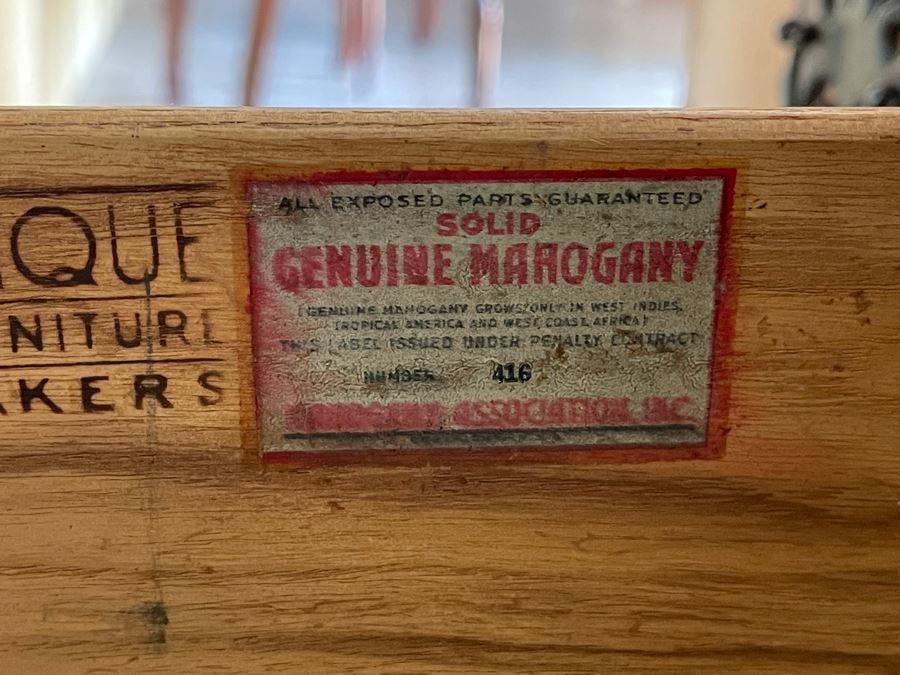 QUE
NITURE
AKERS
ALL EXPOSED PARTS GUARANTEED
SOLID
GENUINE MAHOGANY
(GENUINE MAHOGANY GROWS ONLY IN WEST INDIES,
TROPICAL AMERICA AND WEST COAST AFRICA)
THIS LABEL ISSUED UNDER PENALTY CONTRACT
NUMBER 416
MAHOGANY ASSOCIATION, INC.